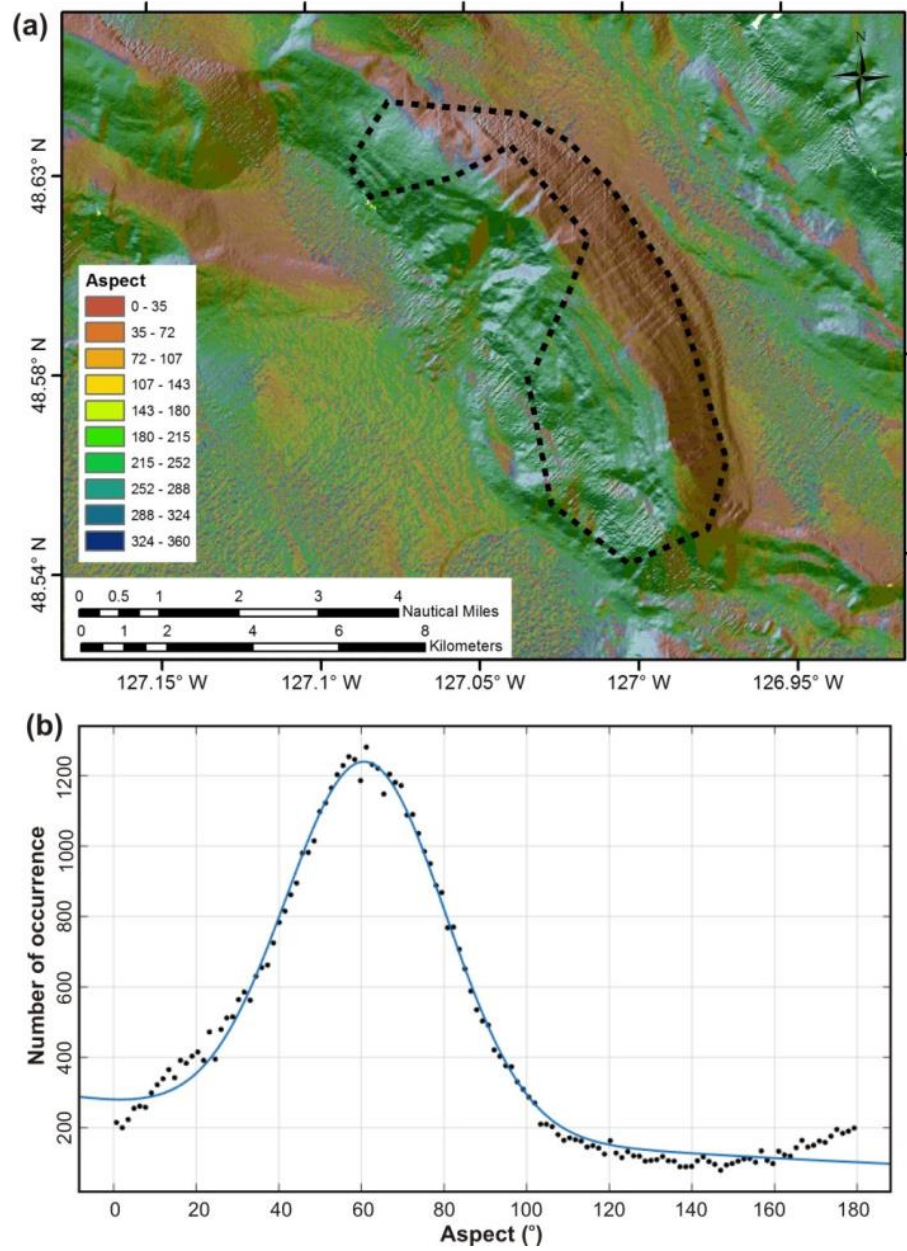 (a)
N
48.63° N
48.58° N
48.54° N
Aspect
0 - 35
35 - 72
72 - 107
107 - 143
143 - 180
180 - 215
215 - 252
252 - 288
288 - 324
324 - 360
0 0.5 1 2 3 4
Nautical Miles
0 1 2 4 6 8
Kilometers
127.15° W 127.1° W 127.05° W 127° W 126.95° W
(b)
Number of occurrence
1200
1000
800
600
400
200
0 20 40 60 80 100 120 140 160 180
Aspect (°)